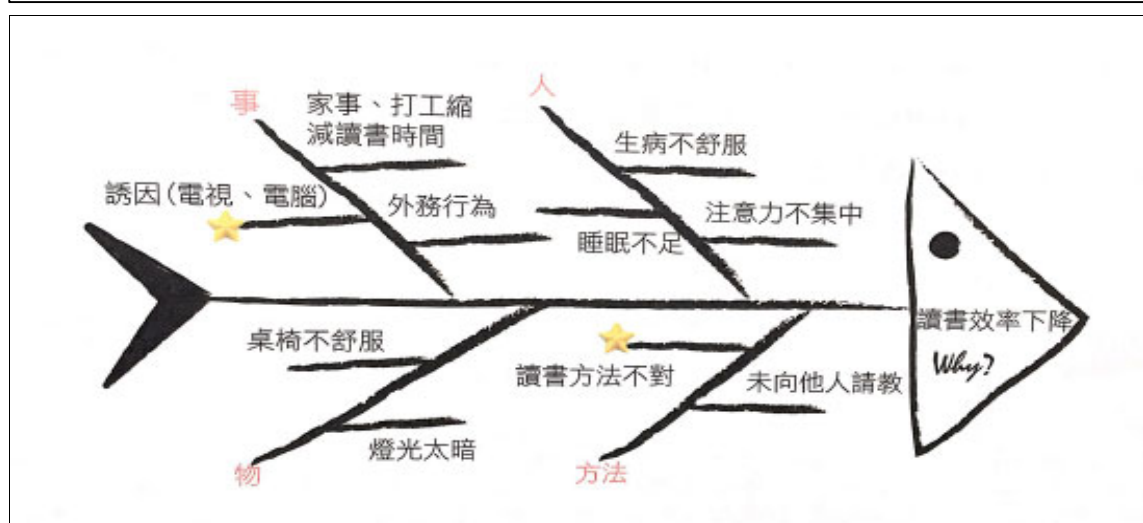 事
家事、打工縮
減讀書時間
誘因(電視、電腦)
外務行為
人
生病不舒服
注意力不集中
睡眠不足
讀書效率下降
Why?
桌椅不舒服
燈光太暗
物
讀書方法不對
未向他人請教
方法